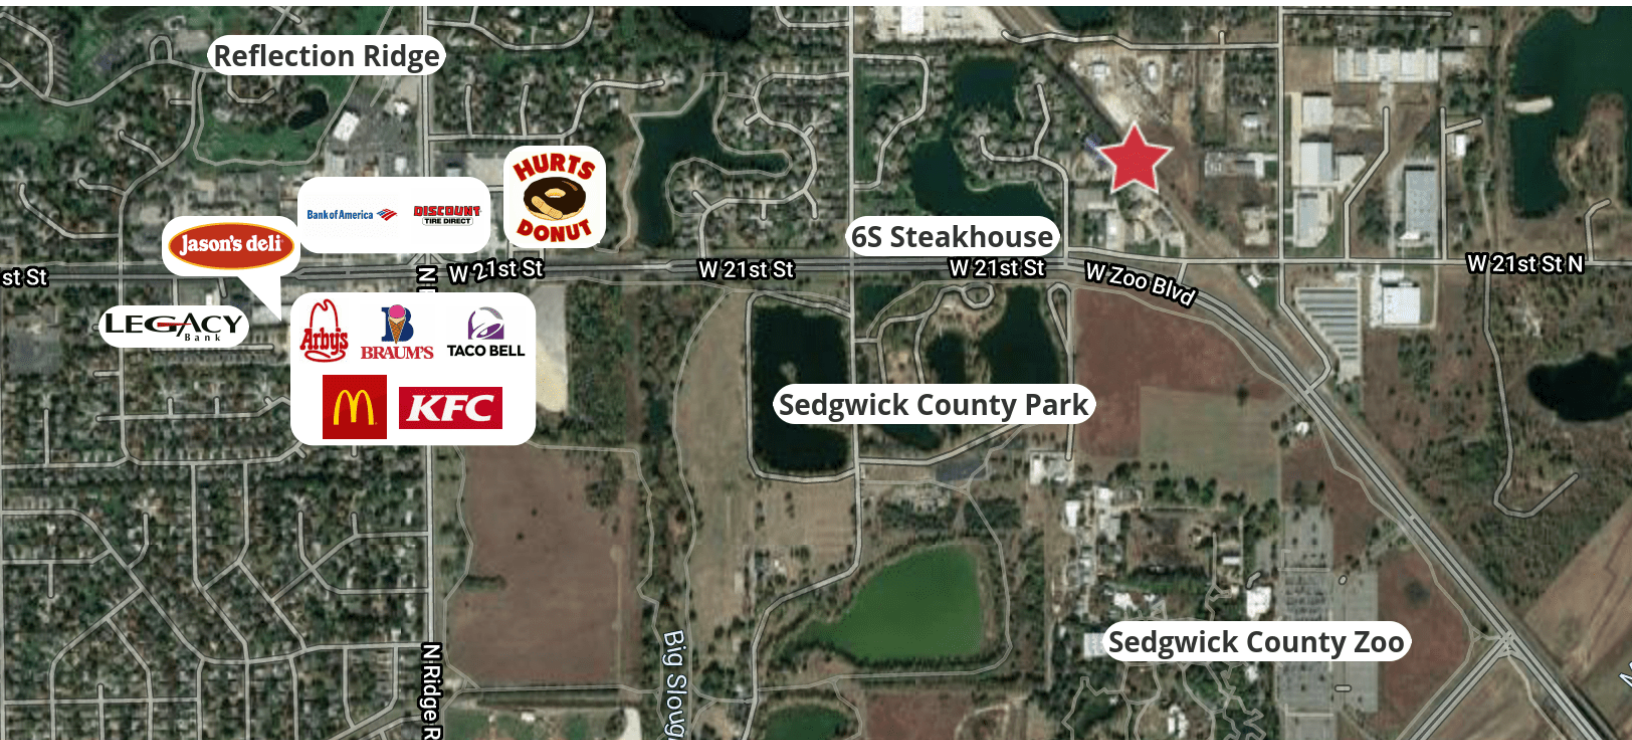 Reflection Ridge
HURTS
DONUT
Bank of America
DISCOUNT
TIRE DIRECT
Jason's deli
6S Steakhouse
st St
N
W 21st St
W 21st St
W 21st St
W Zoo Blvd
W 21st St N
LEGACY
Bank
Arby's
B
BRAUM'S
TACO BELL
M
KFC
Sedgwick County Park
Sedgwick County Zoo
N Ridge R
Big Sloug